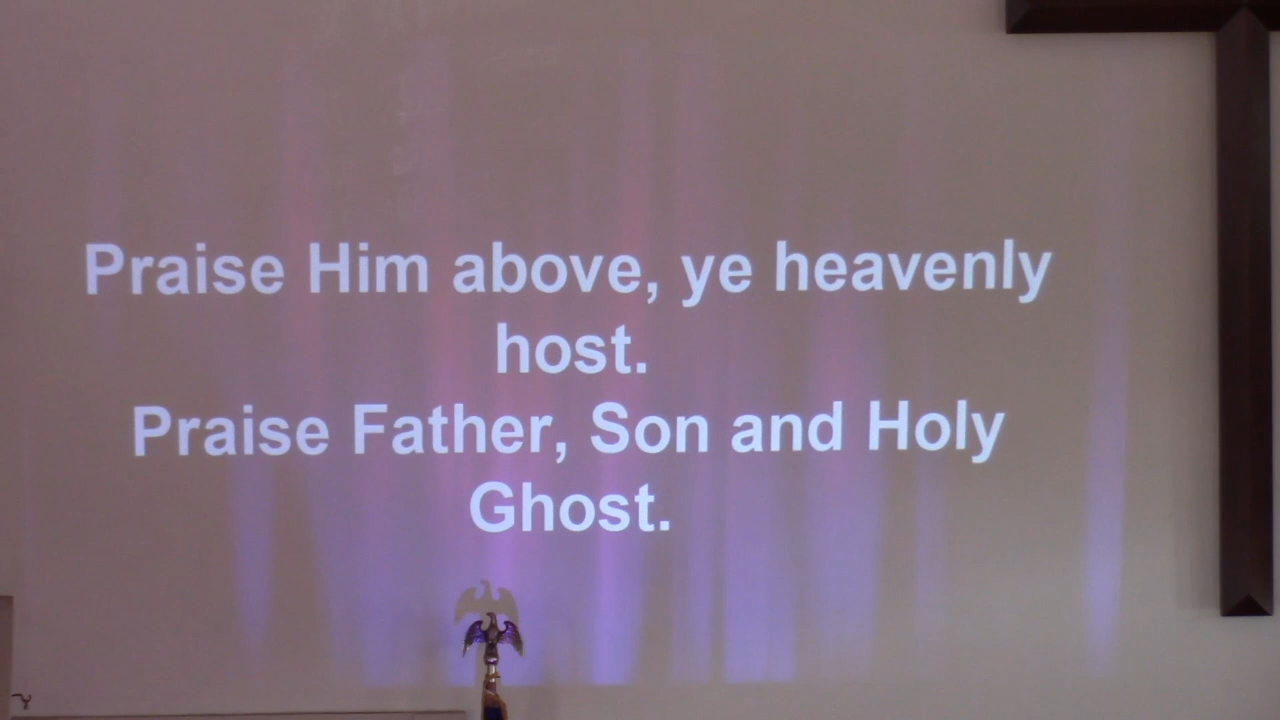 Praise Him above, ye heavenly
host.
Praise Father, Son and Holy
Ghost.